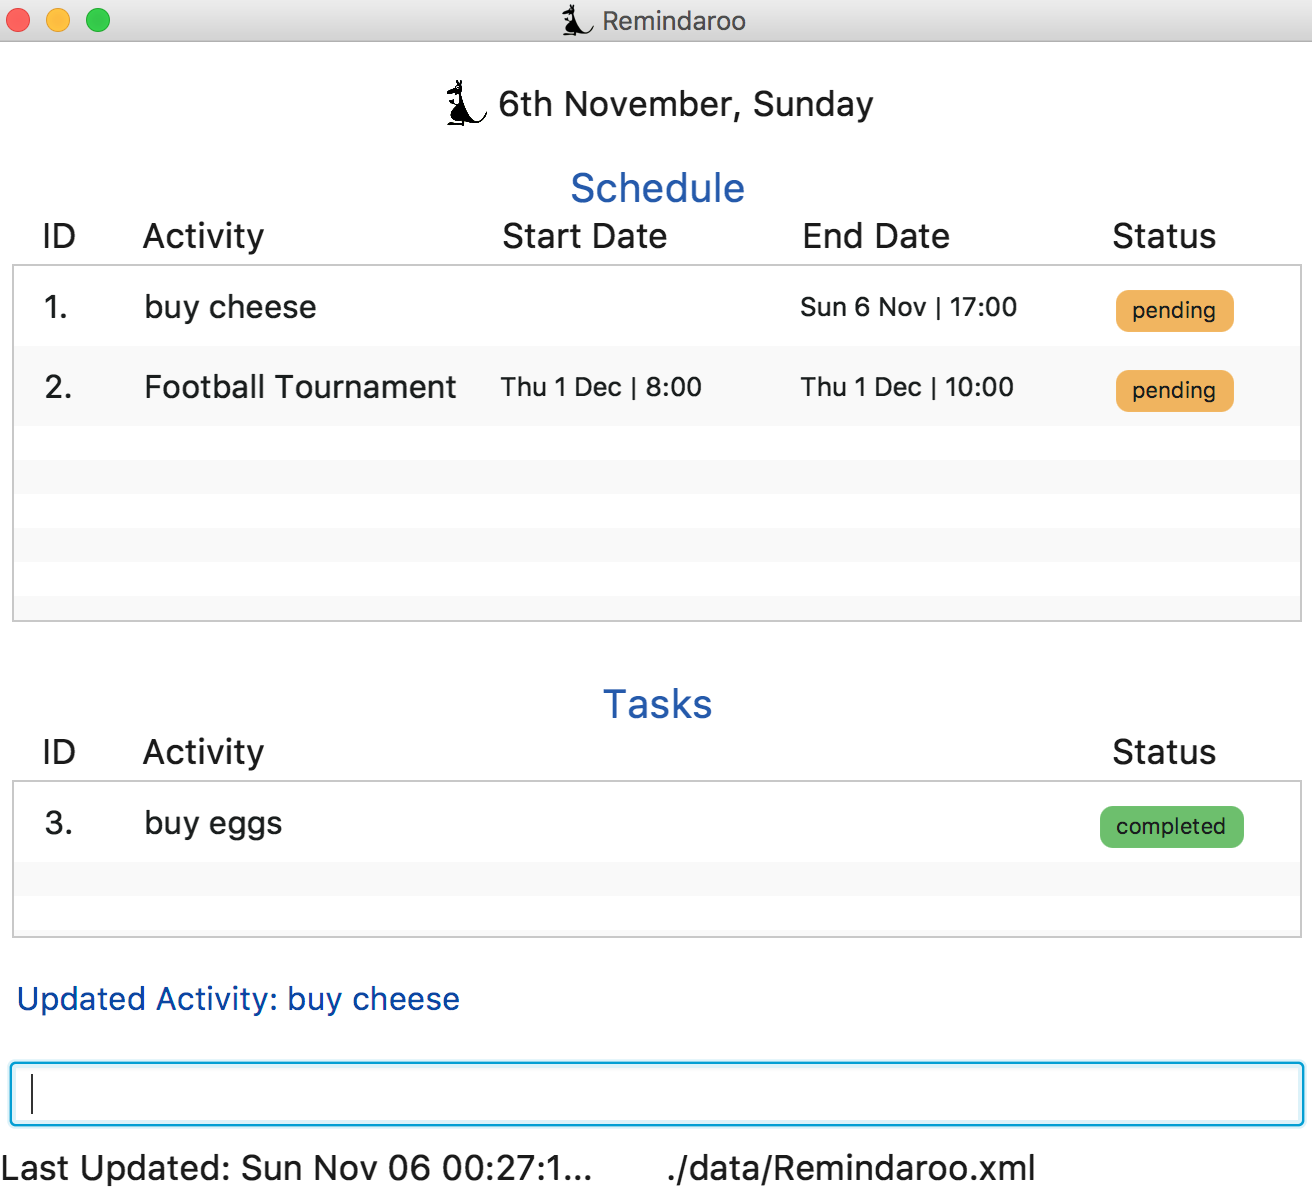 Remindaroo
6th November, Sunday
Schedule
ID Activity Start Date End Date Status
1. buy cheese Sun 6 Nov | 17:00 pending
2. Football Tournament Thu 1 Dec | 8:00 Thu 1 Dec | 10:00 pending
Tasks
ID Activity Status
3. buy eggs completed
Updated Activity: buy cheese
Last Updated: Sun Nov 06 00:27:1... ./data/Remindaroo.xml